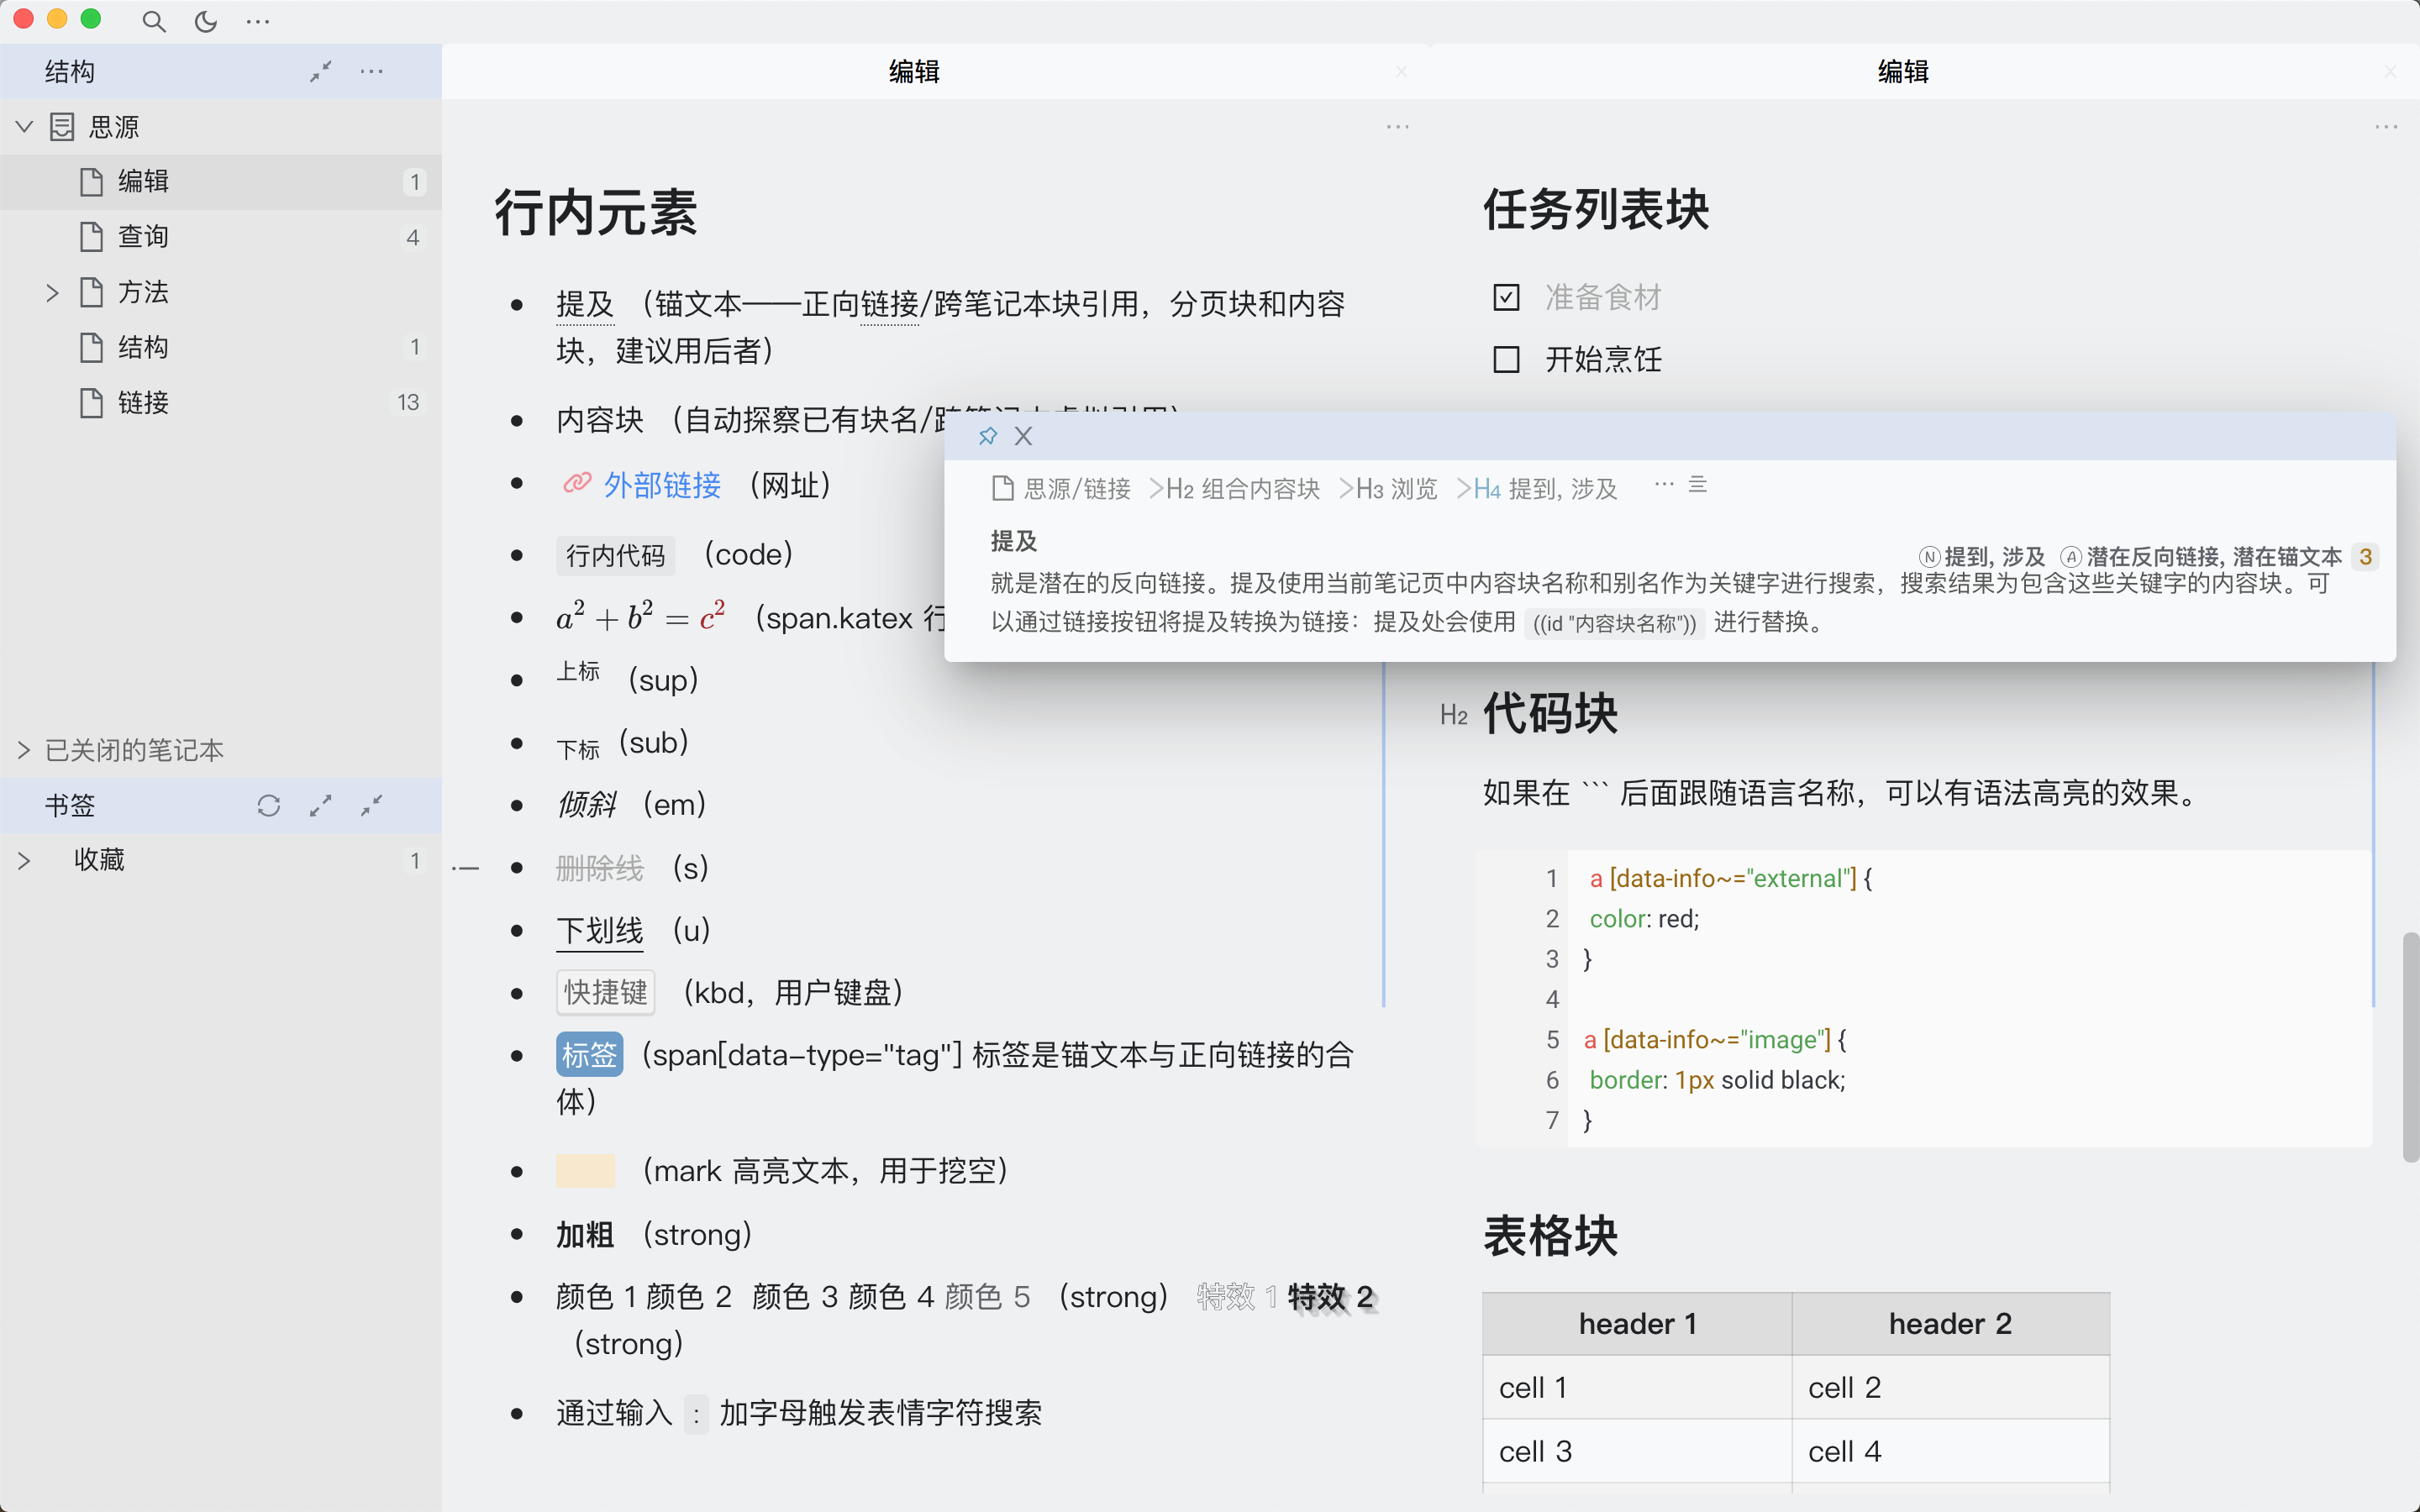 结构
思源
编辑 1
查询 4
方法
结构 1
链接 13
已关闭的笔记本
书签
收藏 1
编辑
行内元素
提及 （锚文本——正向链接/跨笔记本块引用，分页块和内容
块，建议用后者）
内容块 （自动探察已有块名/
外部链接 （网址）
行内代码 （code）
a² + b² = c² （span.katex 行
上标 （sup）
下标（sub）
倾斜 （em）
删除线 （s）
下划线 （u）
快捷键 （kbd，用户键盘）
标签 （span[data-type="tag"] 标签是锚文本与正向链接的合
体）
（mark 高亮文本，用于挖空）
加粗 （strong）
颜色 1 颜色 2 颜色 3 颜色 4 颜色 5 （strong） 特效 1 特效 2
（strong）
通过输入 : 加字母触发表情字符搜索
编辑
任务列表块
准备食材
开始烹饪
思源/链接 >H2 组合内容块 >H3 浏览 >H4 提到, 涉及
提及
Ⓝ提到, 涉及 Ⓐ潜在反向链接, 潜在锚文本 3
就是潜在的反向链接。提及使用当前笔记页中内容块名称和别名作为关键字进行搜索，搜索结果为包含这些关键字的内容块。可
以通过链接按钮将提及转换为链接：提及处会使用 ((id "内容块名称")) 进行替换。
H2 代码块
如果在 ``` 后面跟随语言名称，可以有语法高亮的效果。
1 a [data-info~="external"] {
2 color: red;
3 }
4
5 a [data-info~="image"] {
6 border: 1px solid black;
7 }
表格块
header 1 header 2
cell 1 cell 2
cell 3 cell 4